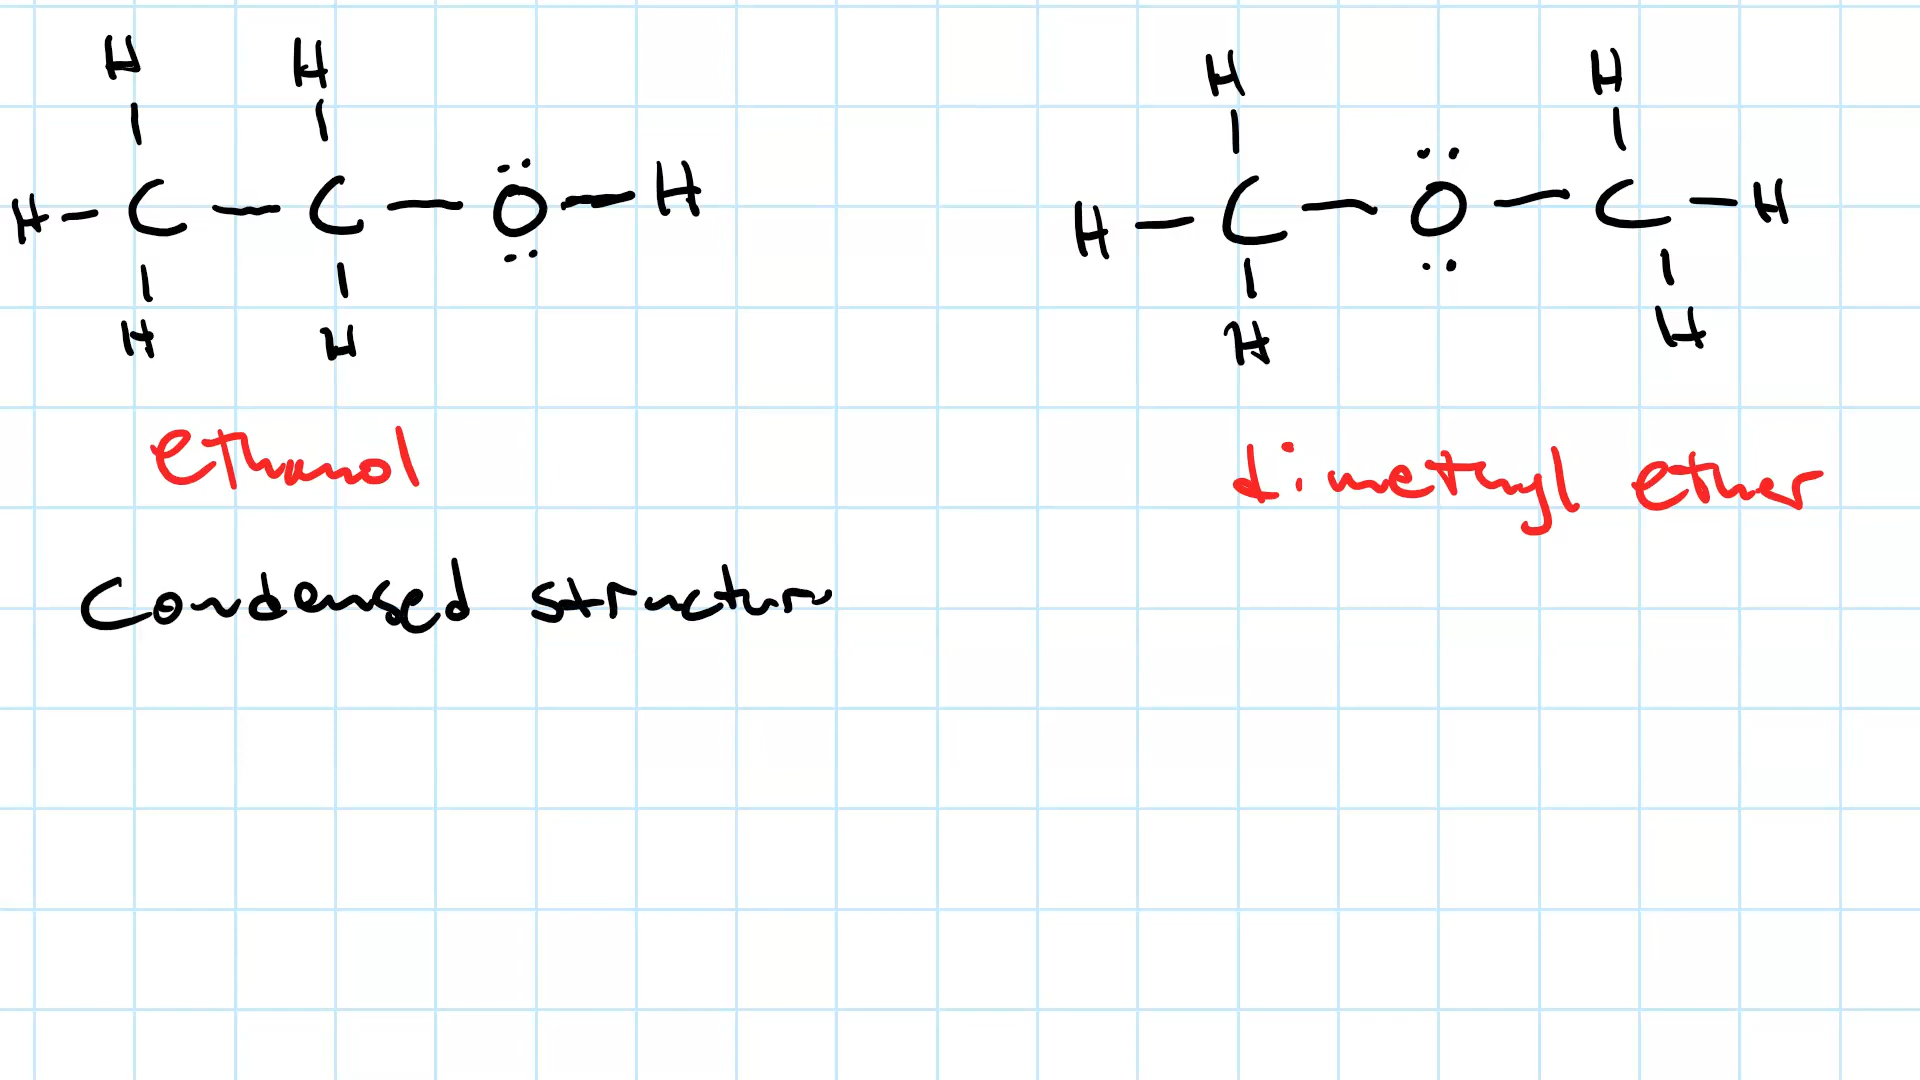 H H H H
H - C - C - O - H H - C - O - C - H
H H H H
ethanol dimethyl ether
Condensed structure